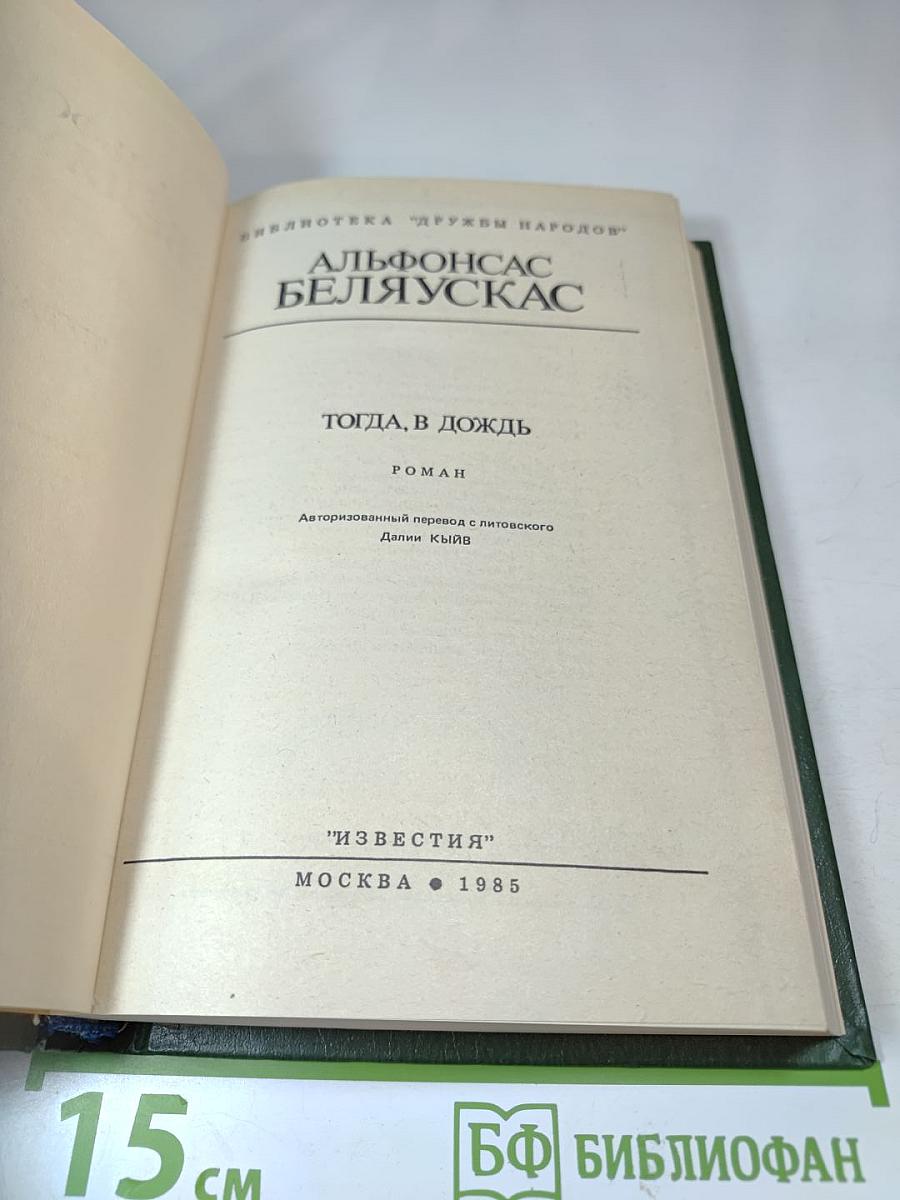 БИБЛИОТЕКА "ДРУЖБЫ НАРОДОВ"
АЛЬФОНСАС
БЕЛЯУСКАС
ТОГДА, В ДОЖДЬ
РОМАН
Авторизованный перевод с литовского
Далии КЫЙВ
"ИЗВЕСТИЯ"
МОСКВА ● 1985
15 см
БФ БИБЛИОФАН